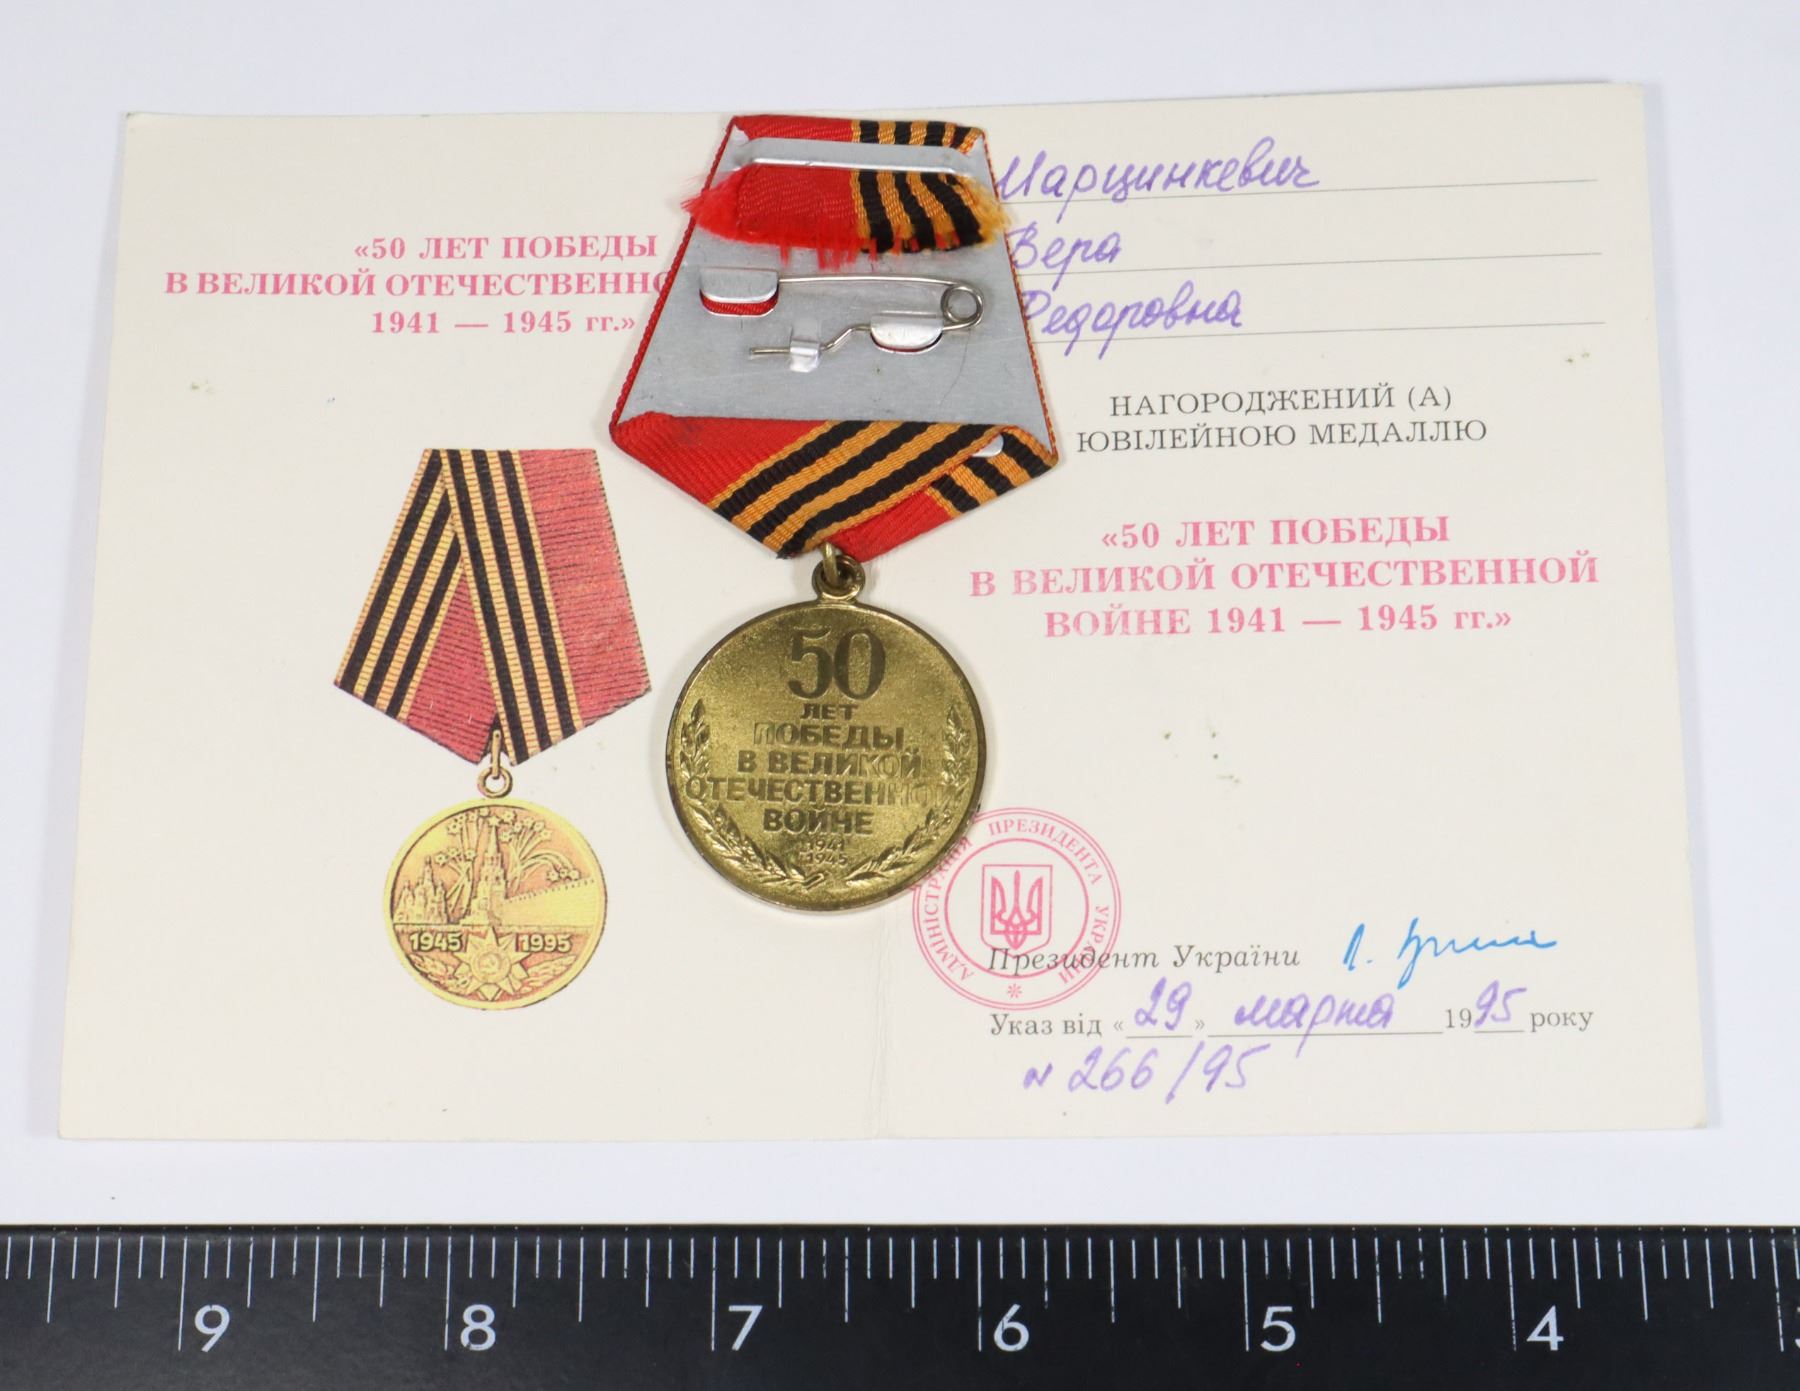 «50 ЛЕТ ПОБЕДЫ
В ВЕЛИКОЙ ОТЕЧЕСТВЕННО
1941 — 1945 гг.»
1945 1995
50
ЛЕТ
ПОБЕДЫ
В ВЕЛИКОЙ
ОТЕЧЕСТВЕННОЙ
ВОЙНЕ
1941
1945
Марцинкевич
Вера
Федоровна
НАГОРОДЖЕНИЙ (А)
ЮВІЛЕЙНОЮ МЕДАЛЛЮ
«50 ЛЕТ ПОБЕДЫ
В ВЕЛИКОЙ ОТЕЧЕСТВЕННОЙ
ВОЙНЕ 1941 — 1945 гг.»
АДМІНІСТРАЦІЯ ПРЕЗИДЕНТА УКРАЇНИ
Президент України
Указ від «29» марта 1995 року
N 266/95
9 8 7 6 5 4